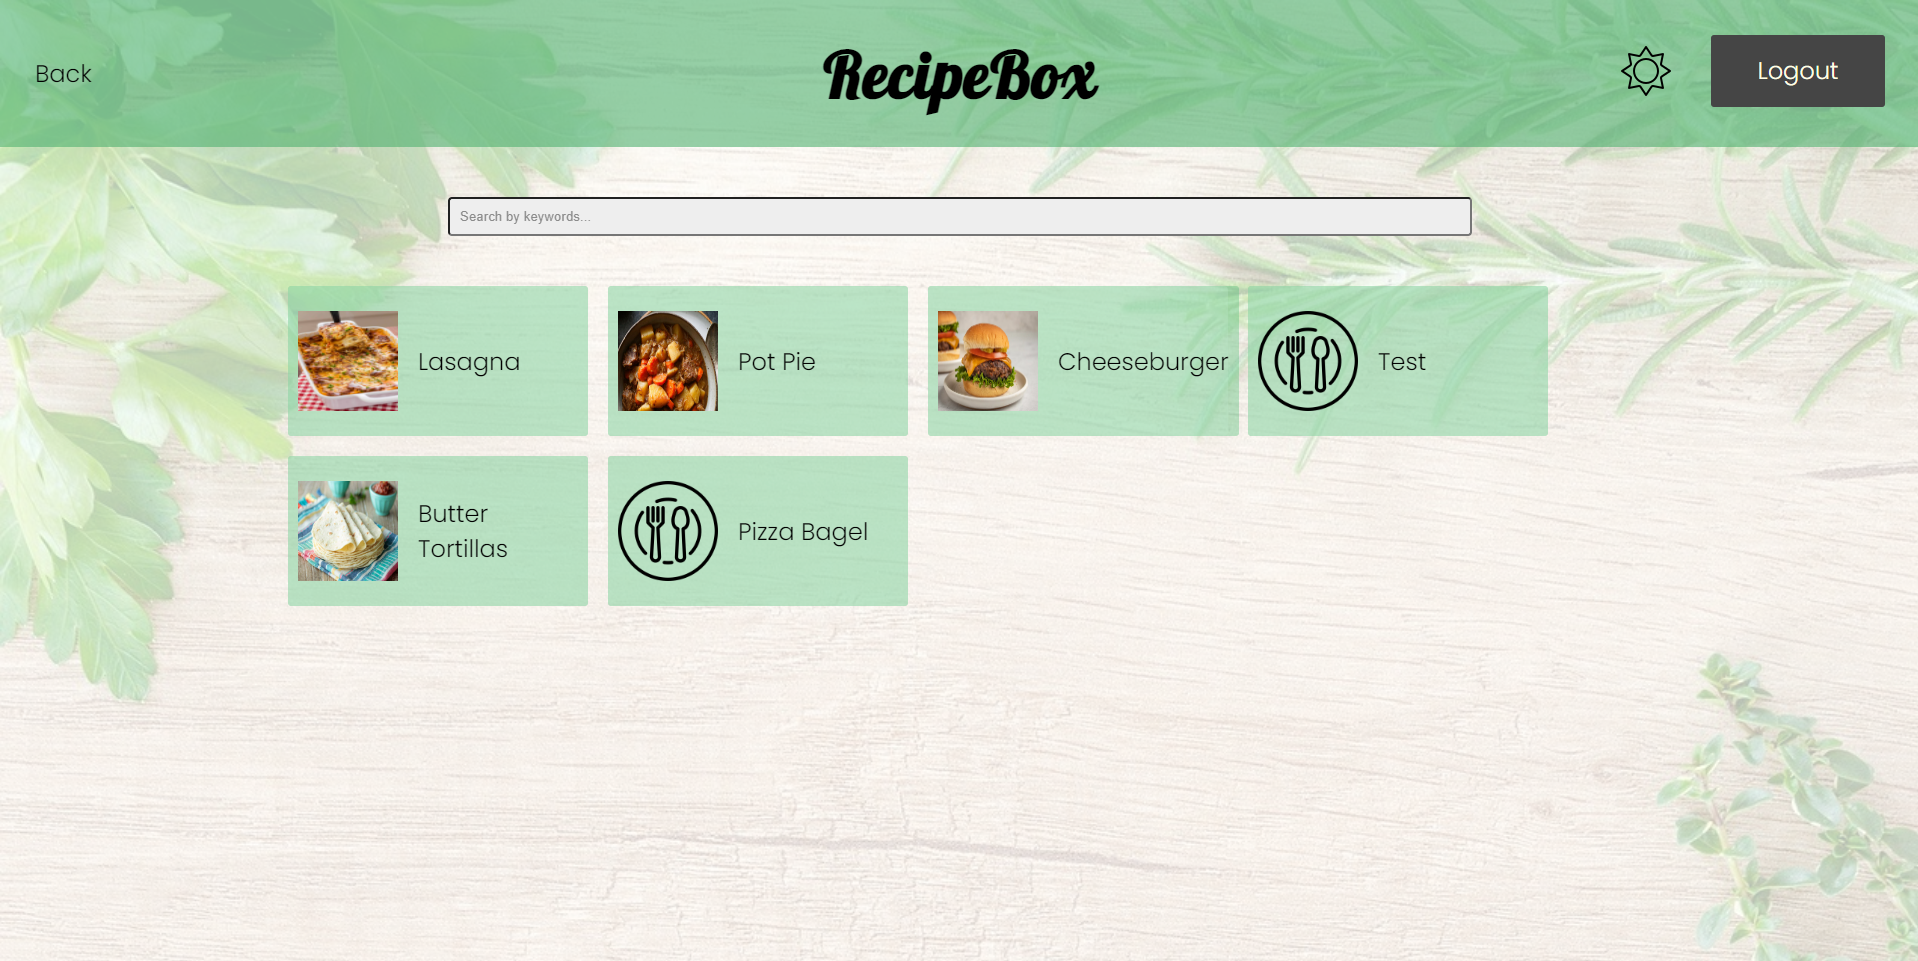 Back
RecipeBox
Logout
Search by keywords...
Lasagna
Pot Pie
Cheeseburger
Test
Butter
Tortillas
Pizza Bagel